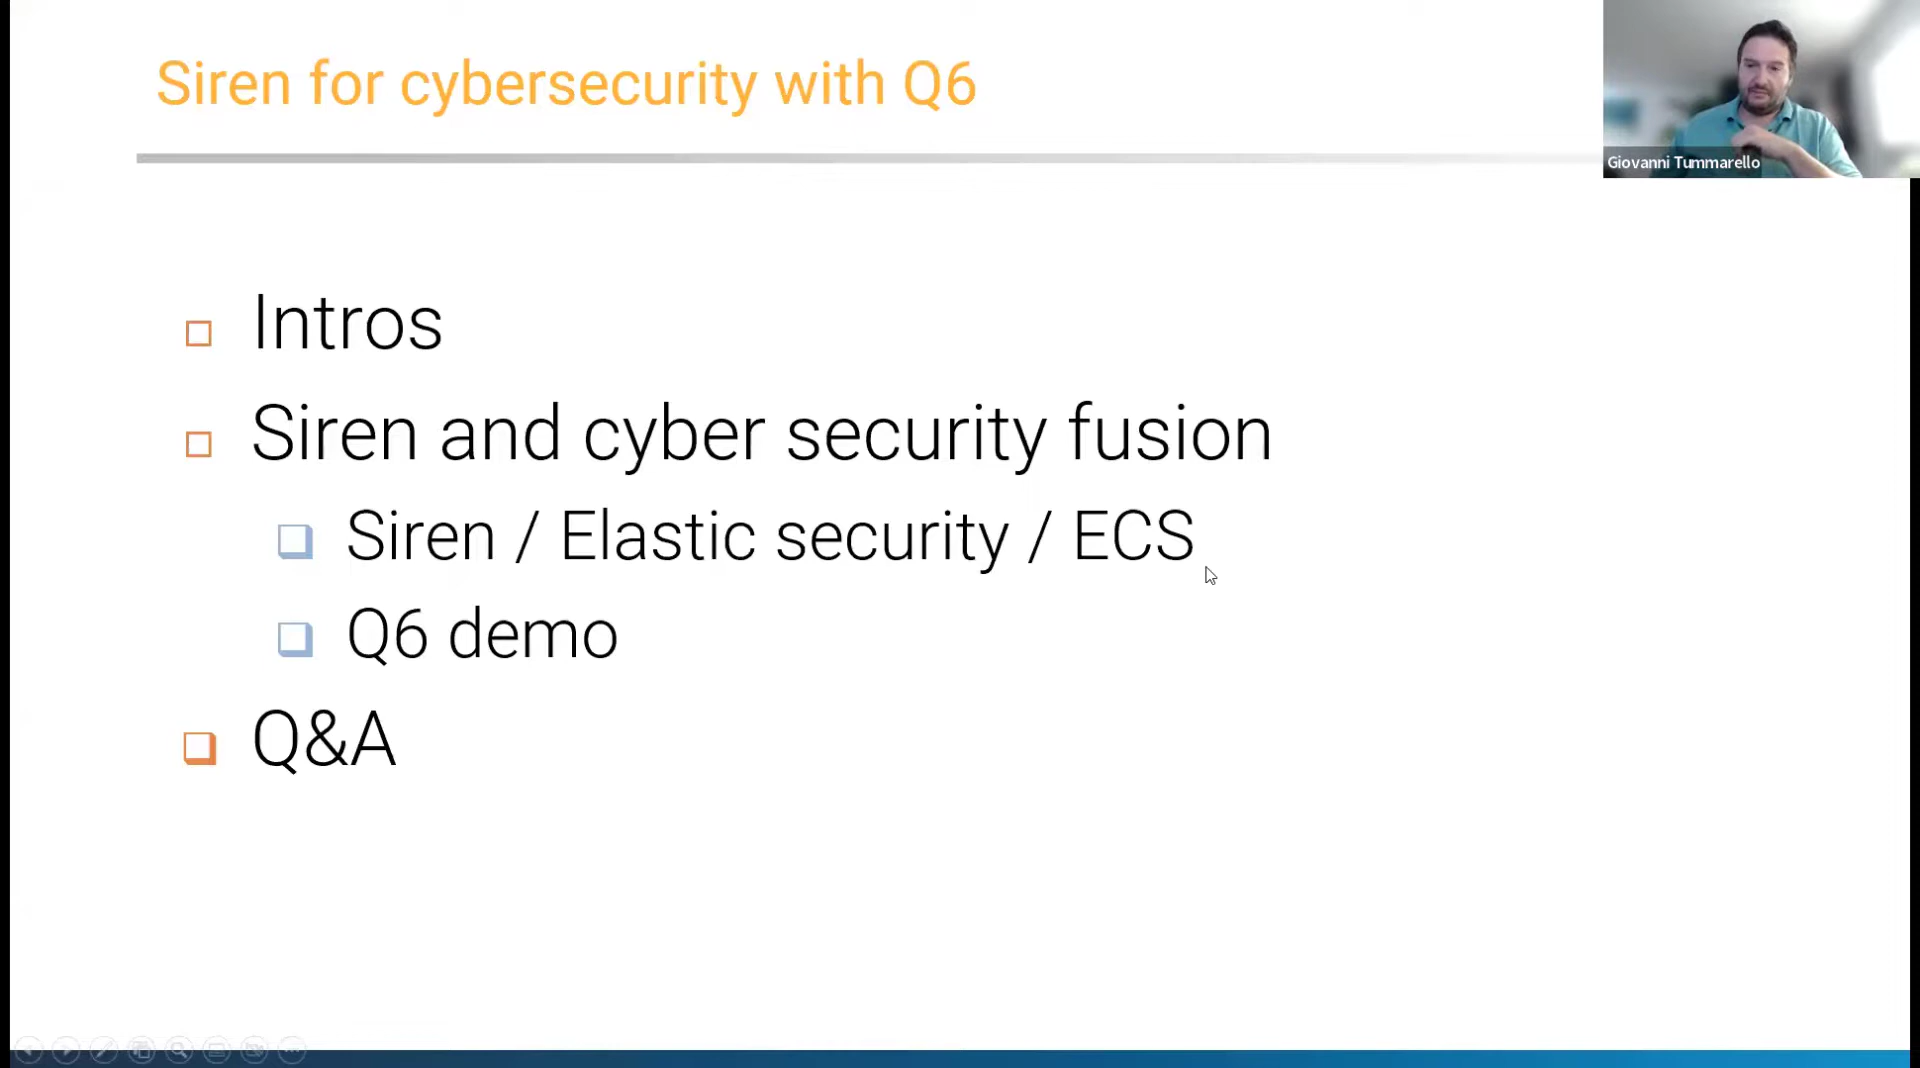 Siren for cybersecurity with Q6
Giovanni Tummarello
Intros
Siren and cyber security fusion
Siren / Elastic security / ECS
Q6 demo
Q&A